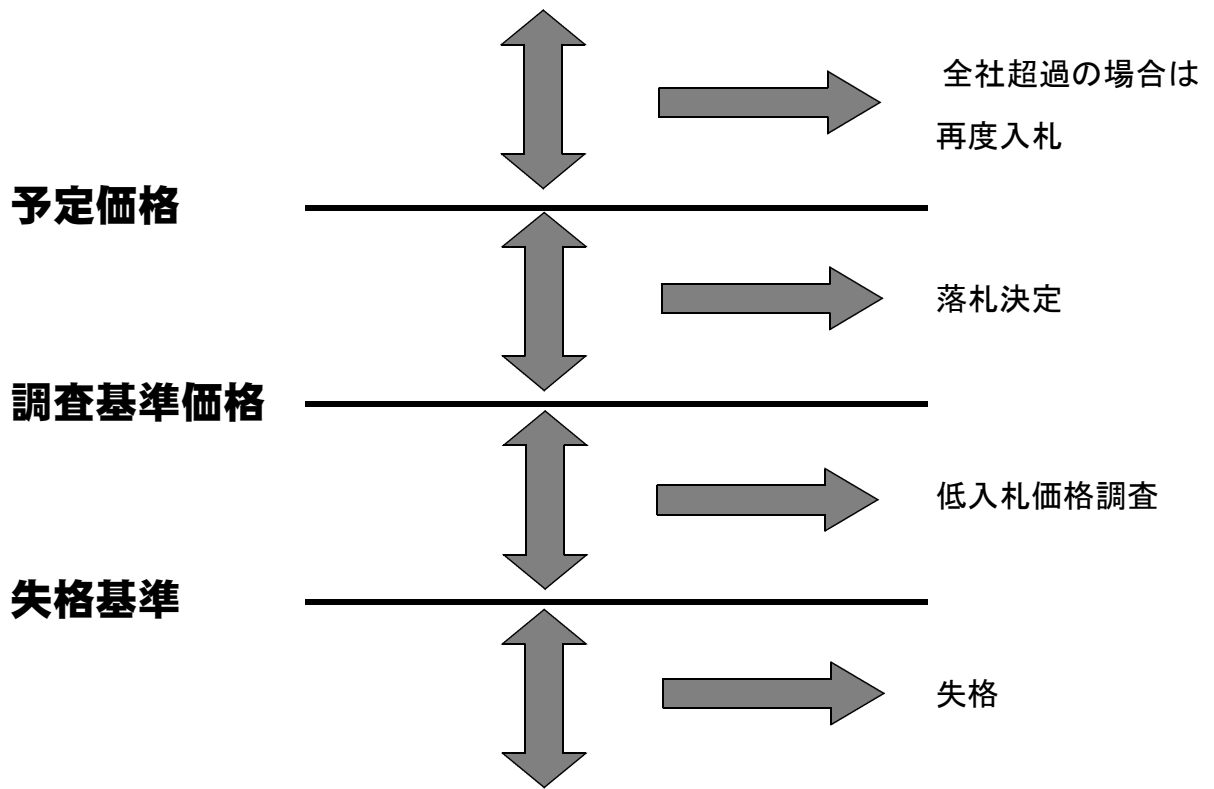 全社超過の場合は
再度入札
予定価格
落札決定
調査基準価格
低入札価格調査
失格基準
失格